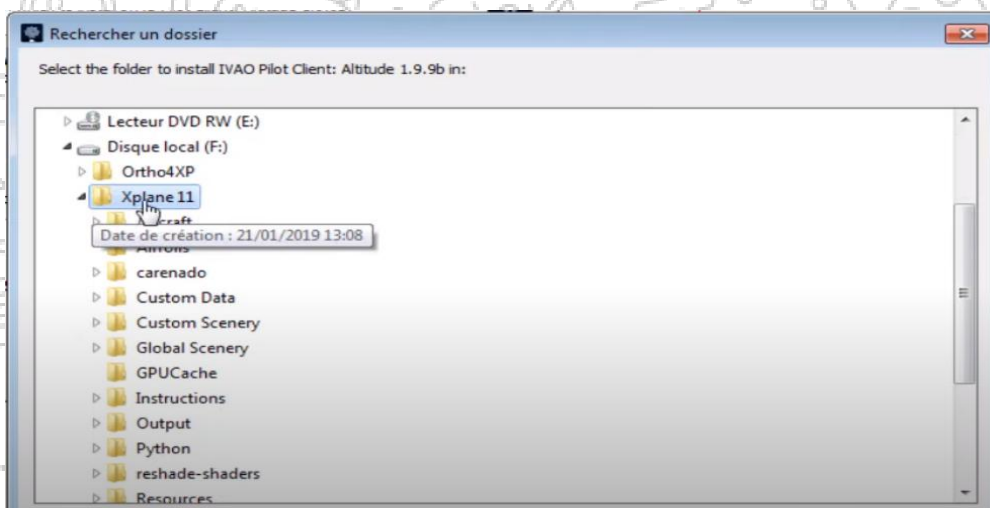 Rechercher un dossier
Select the folder to install IVAO Pilot Client: Altitude 1.9.9b in:
Lecteur DVD RW (E:)
Disque local (F:)
Ortho4XP
Xplane 11
Date de création : 21/01/2019 13:08
carenado
Custom Data
Custom Scenery
Global Scenery
GPUCache
Instructions
Output
Python
reshade-shaders
Resources